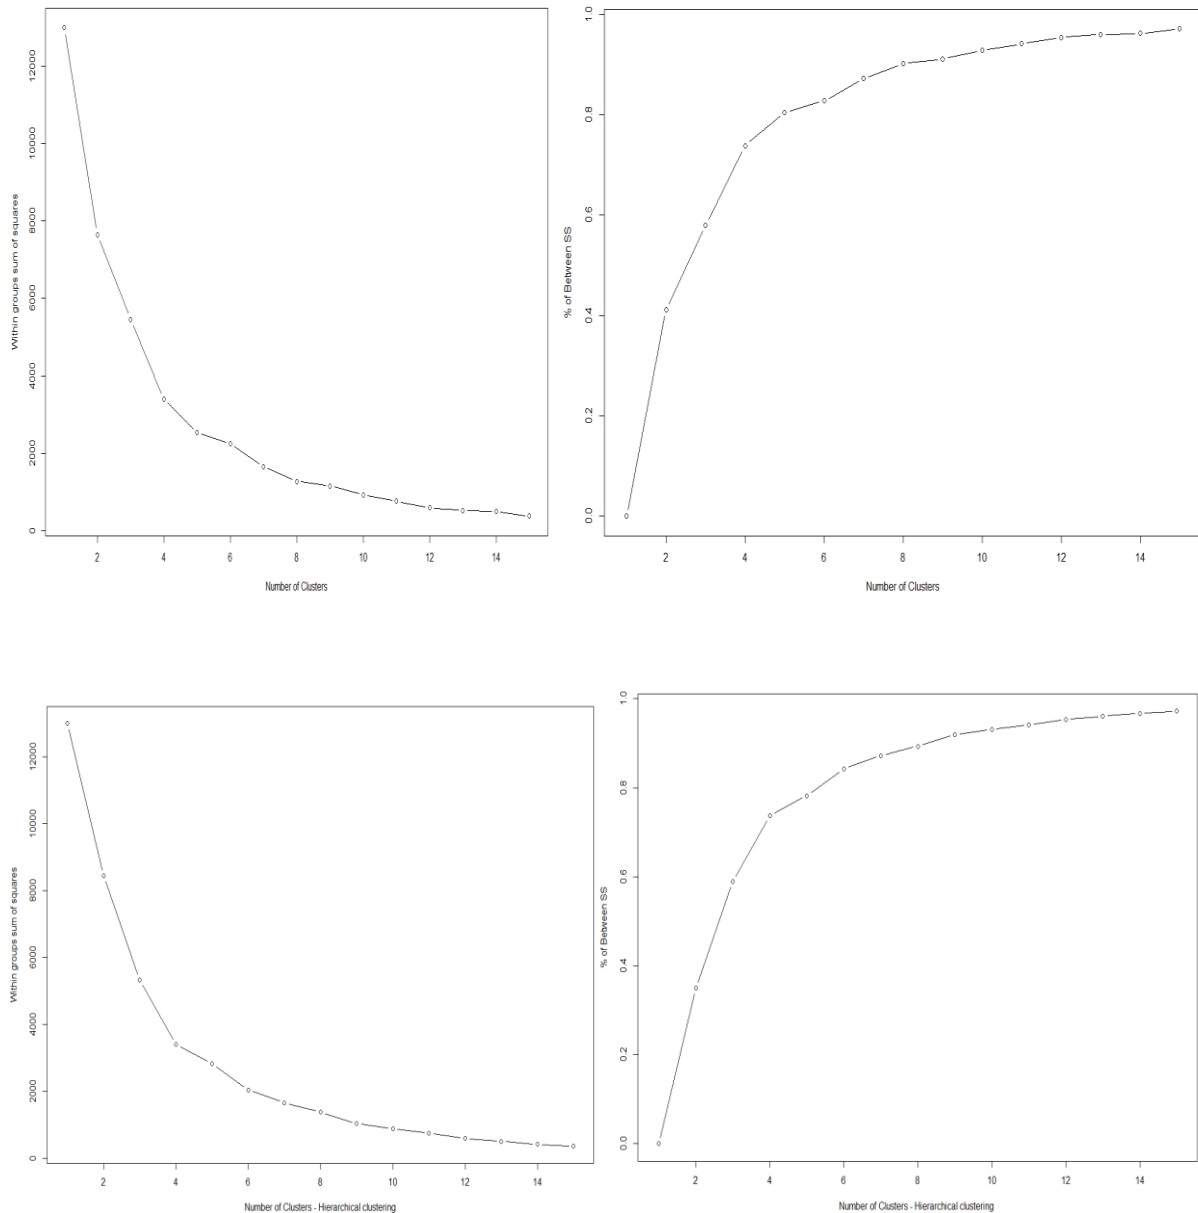 Within groups sum of squares
12000
10000
8000
6000
4000
2000
0
2 4 6 8 10 12 14
Number of Clusters
% of Between SS
1.0
0.8
0.6
0.4
0.2
0.0
2 4 6 8 10 12 14
Number of Clusters
Within groups sum of squares
12000
10000
8000
6000
4000
2000
0
2 4 6 8 10 12 14
Number of Clusters - Hierarchical clustering
% of Between SS
1.0
0.8
0.6
0.4
0.2
0.0
2 4 6 8 10 12 14
Number of Clusters - Hierarchical clustering